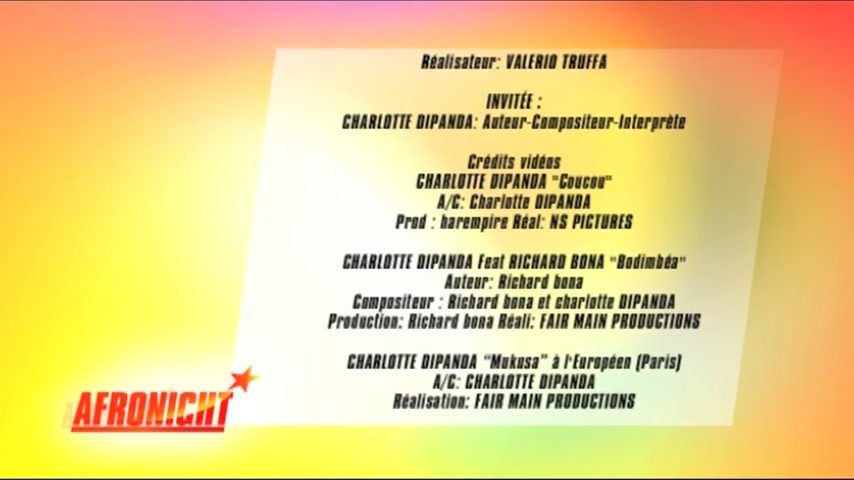 Réalisateur: VALERIO TRUFFA
INVITÉE :
CHARLOTTE DIPANDA: Auteur-Compositeur-Interprète
Crédits vidéos
CHARLOTTE DIPANDA "Coucou"
A/C: Charlotte DIPANDA
Prod : barempire Réal: NS PICTURES
CHARLOTTE DIPANDA Feat RICHARD BONA "Bodimbéa"
Auteur: Richard bona
Compositeur : Richard bona et charlotte DIPANDA
Production: Richard bona Réali: FAIR MAIN PRODUCTIONS
CHARLOTTE DIPANDA "Mukusa" à l'Européen (Paris)
A/C: CHARLOTTE DIPANDA
Réalisation: FAIR MAIN PRODUCTIONS
AFRONIGHT